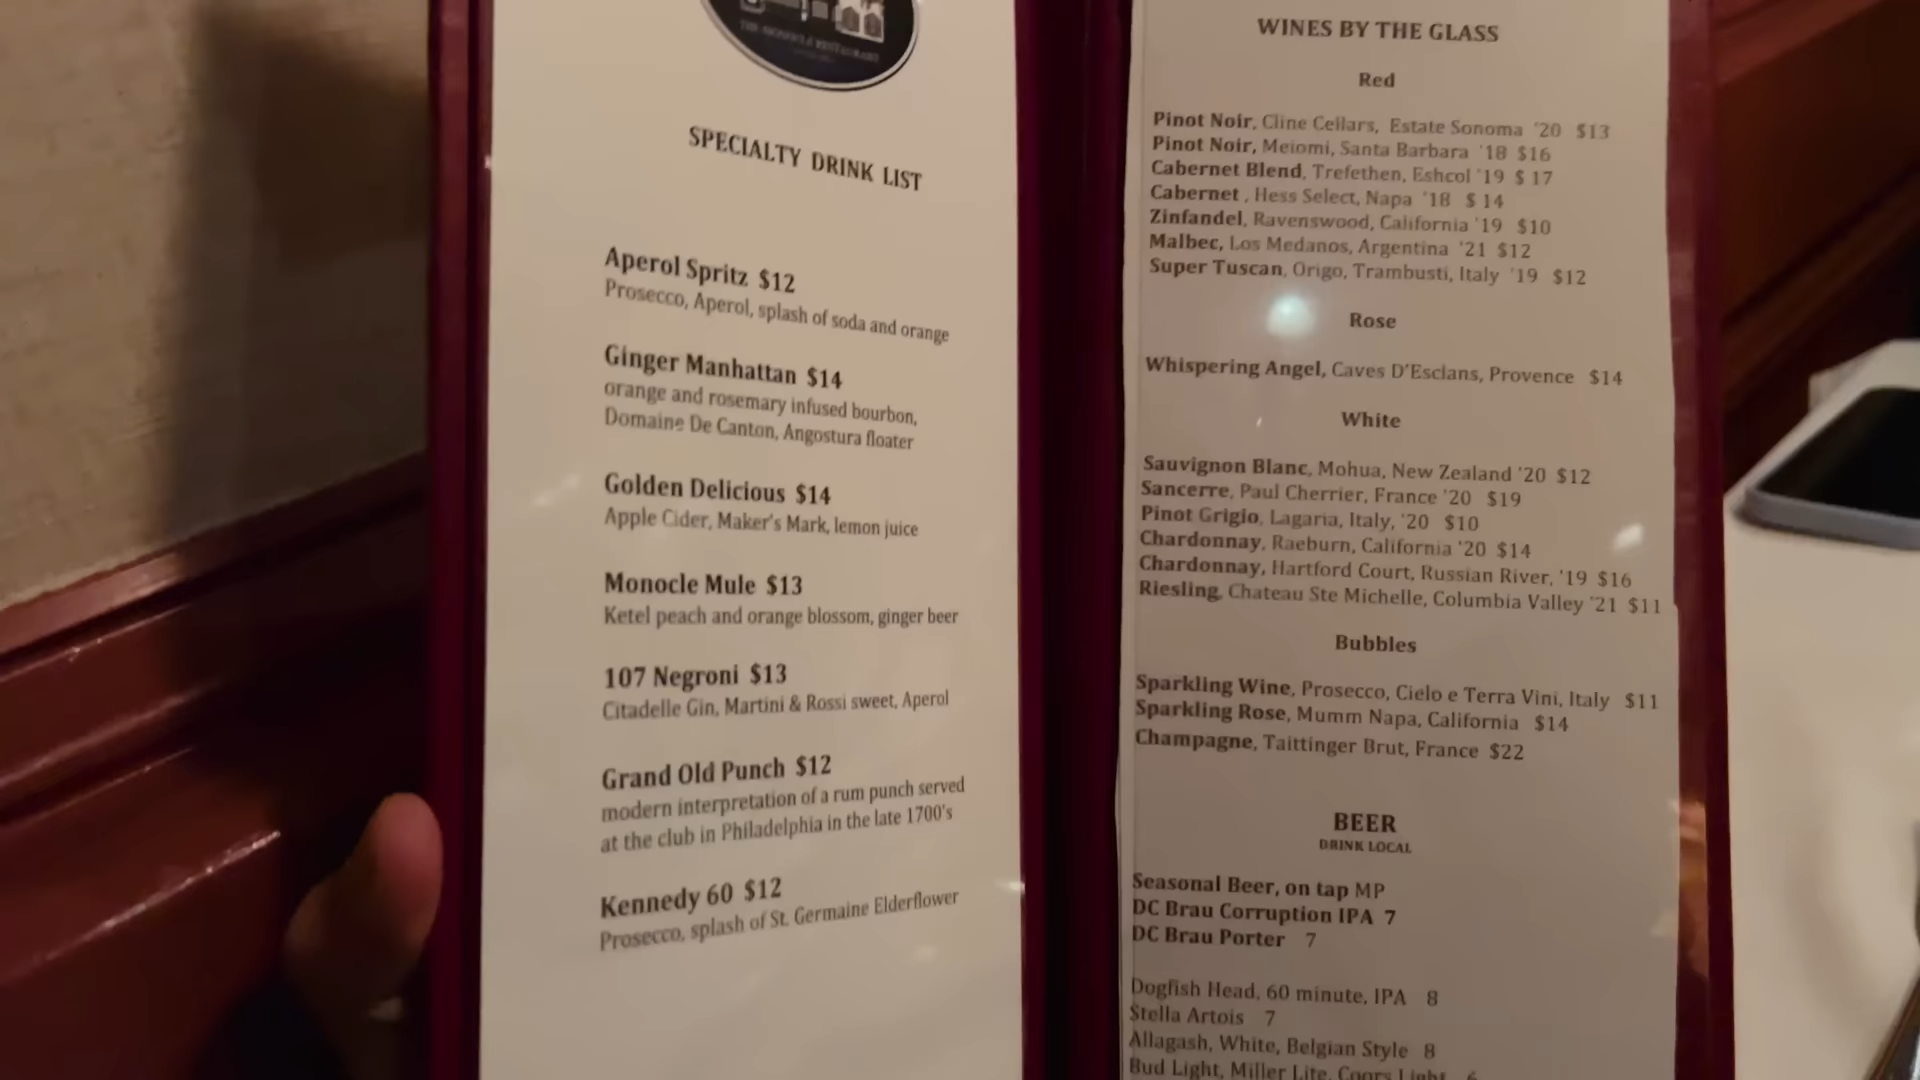 THE MONOCLE RESTAURANT
SPECIALTY DRINK LIST
Aperol Spritz $12
Prosecco, Aperol, splash of soda and orange
Ginger Manhattan $14
orange and rosemary infused bourbon,
Domaine De Canton, Angostura floater
Golden Delicious $14
Apple Cider, Maker's Mark, lemon juice
Monocle Mule $13
Ketel peach and orange blossom, ginger beer
107 Negroni $13
Citadelle Gin, Martini & Rossi sweet, Aperol
Grand Old Punch $12
modern interpretation of a rum punch served
at the club in Philadelphia in the late 1700's
Kennedy 60 $12
Prosecco, splash of St. Germaine Elderflower
WINES BY THE GLASS
Red
Pinot Noir, Cline Cellars, Estate Sonoma '20 $13
Pinot Noir, Meiomi, Santa Barbara '18 $16
Cabernet Blend, Trefethen, Eshcol '19 $ 17
Cabernet , Hess Select, Napa '18 $ 14
Zinfandel, Ravenswood, California '19 $10
Malbec, Los Medanos, Argentina '21 $12
Super Tuscan, Origo, Trambusti, Italy '19 $12
Rose
Whispering Angel, Caves D'Esclans, Provence $14
White
Sauvignon Blanc, Mohua, New Zealand '20 $12
Sancerre, Paul Cherrier, France '20 $19
Pinot Grigio, Lagaria, Italy, '20 $10
Chardonnay, Raeburn, California '20 $14
Chardonnay, Hartford Court, Russian River, '19 $16
Riesling, Chateau Ste Michelle, Columbia Valley '21 $11
Bubbles
Sparkling Wine, Prosecco, Cielo e Terra Vini, Italy $11
Sparkling Rose, Mumm Napa, California $14
Champagne, Taittinger Brut, France $22
BEER
DRINK LOCAL
Seasonal Beer, on tap MP
DC Brau Corruption IPA 7
DC Brau Porter 7
Dogfish Head, 60 minute, IPA 8
Stella Artois 7
Allagash, White, Belgian Style 8
Bud Light, Miller Lite, Coors Light 6